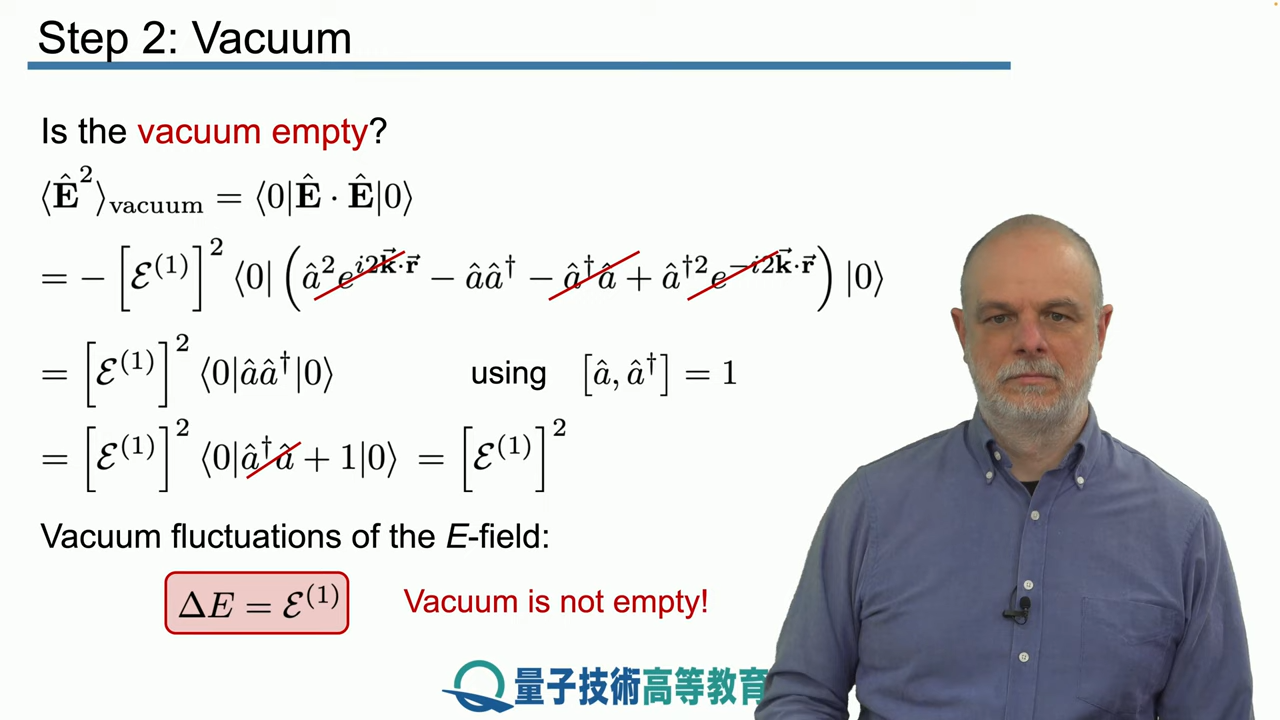 Step 2: Vacuum
Is the vacuum empty?
⟨Ê²⟩vacuum = ⟨0|Ê · Ê|0⟩
= − [ℰ⁽¹⁾]² ⟨0| (â²e^{i2k⃗·r⃗} − ââ† − â†â + â†²e^{−i2k⃗·r⃗}) |0⟩
= [ℰ⁽¹⁾]² ⟨0|ââ†|0⟩ using [â, â†] = 1
= [ℰ⁽¹⁾]² ⟨0|â†â + 1|0⟩ = [ℰ⁽¹⁾]²
Vacuum fluctuations of the E-field:
ΔE = ℰ⁽¹⁾ Vacuum is not empty!
量子技術高等教育